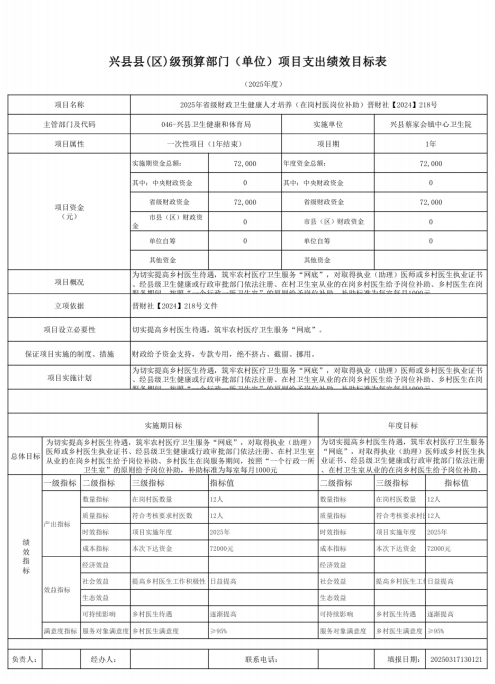 兴县县(区)级预算部门（单位）项目支出绩效目标表
（2025年度）
项目名称 2025年省级财政卫生健康人才培养（在岗村医岗位补助）晋财社【2024】218号
主管部门及代码 046-兴县卫生健康和体育局 实施单位 兴县蔡家会镇中心卫生院
项目属性 一次性项目（1年结束） 项目期 1年
项目资金（元）
实施期资金总额： 72,000 年度资金总额： 72,000
其中：中央财政资金 0 其中：中央财政资金 0
省级财政资金 72,000 省级财政资金 72,000
市县（区）财政资金 0 市县（区）财政资金 0
单位自筹 0 单位自筹 0
其他资金 其他资金
项目概况
为切实提高乡村医生待遇，筑牢农村医疗卫生服务“网底”，对取得执业（助理）医师或乡村医生执业证书
、经县级卫生健康或行政审批部门依法注册、在村卫生室从业的在岗乡村医生给予岗位补助、乡村医生在岗
立项依据 晋财社【2024】218号文件
项目设立必要性 切实提高乡村医生待遇，筑牢农村医疗卫生服务“网底”。
保证项目实施的制度、措施 财政给予资金支持，专款专用，绝不挤占、截留、挪用。
项目实施计划
为切实提高乡村医生待遇，筑牢农村医疗卫生服务“网底”，对取得执业（助理）医师或乡村医生执业证书
、经县级卫生健康或行政审批部门依法注册、在村卫生室从业的在岗乡村医生给予岗位补助、乡村医生在岗
实施期目标 年度目标
总体目标
为切实提高乡村医生待遇，筑牢农村医疗卫生服务“网底”，对取得执业（助理）
医师或乡村医生执业证书、经县级卫生健康或行政审批部门依法注册、在村卫生室
从业的在岗乡村医生给予岗位补助、乡村医生在岗服务期间，按照“一个行政一所
卫生室”的原则给予岗位补助，补助标准为每室每月1000元
为切实提高乡村医生待遇，筑牢农村医疗卫生服务
“网底”，对取得执业（助理）医师或乡村医生执
业证书、经县级卫生健康或行政审批部门依法注册
、在村卫生室从业的在岗乡村医生给予岗位补助、
绩效指标
一级指标 二级指标 三级指标 指标值 二级指标 三级指标 指标值
产出指标
数量指标 在岗村医数量 12人 数量指标 在岗村医数量 12人
质量指标 符合考核要求村医数 12人 质量指标 符合考核要求村医 12人
时效指标 项目实施年度 2025年 时效指标 项目实施年度 2025年
成本指标 本次下达资金 72000元 成本指标 本次下达资金 72000元
效益指标
经济效益 经济效益
社会效益 提高乡村医生工作积极性 日益提高 社会效益 提高乡村医生工 日益提高
生态效益 生态效益
可持续影响 乡村医生待遇 逐渐提高 可持续影响 乡村医生待遇 逐渐提高
满意度指标 服务对象满意度 乡村医生满意度 ≥95% 服务对象满意度 乡村医生满意度 ≥95%
负责人： 经办人： 联系电话： 填报日期： 20250317130121